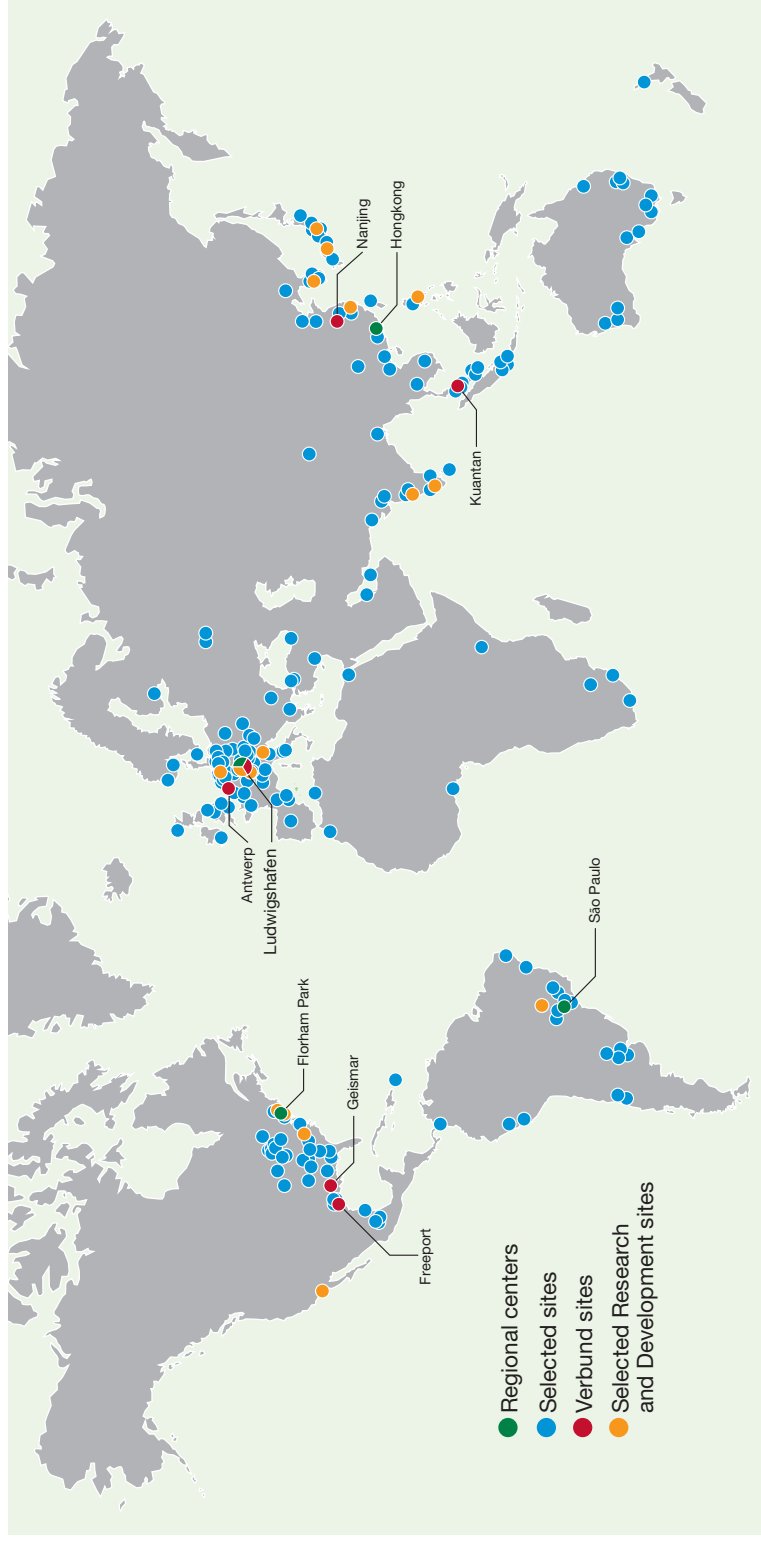 Antwerp
Ludwigshafen
Nanjing
Hongkong
Kuantan
Florham Park
Geismar
Freeport
São Paulo
Regional centers
Selected sites
Verbund sites
Selected Research
and Development sites